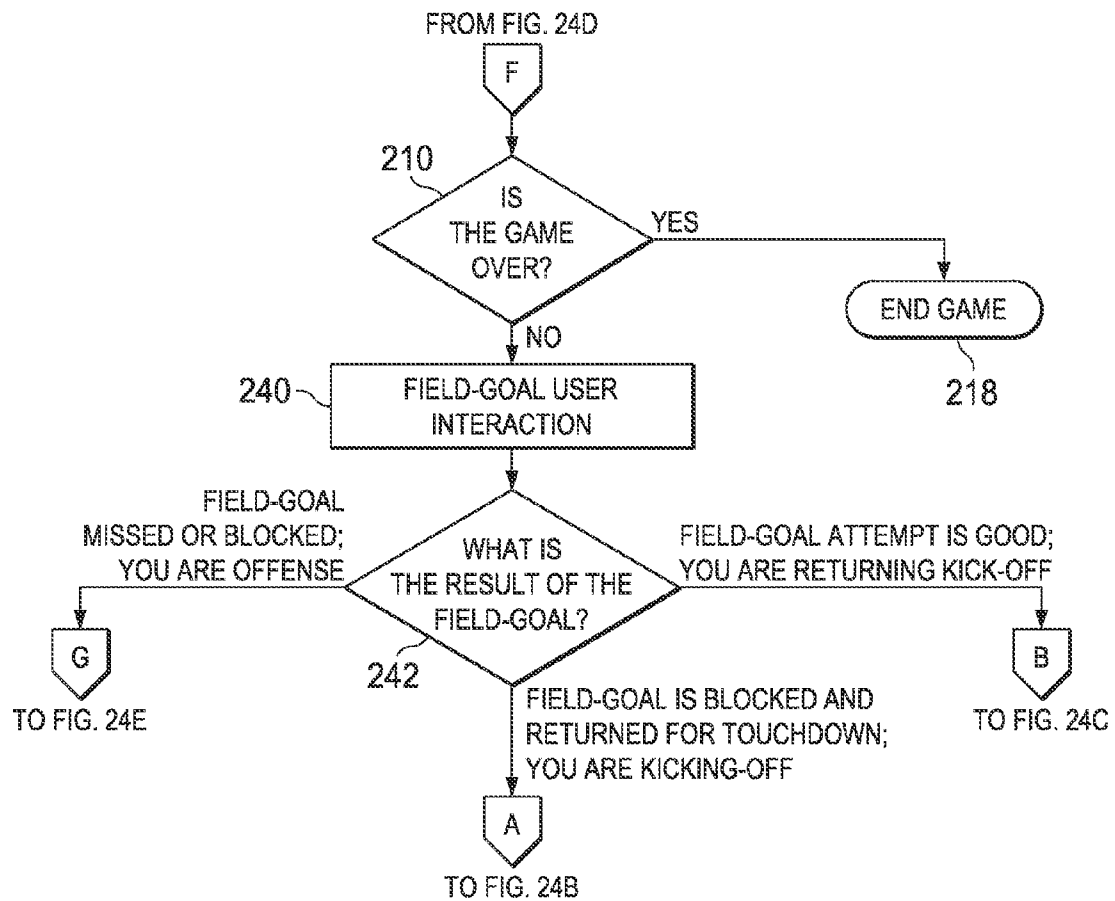 FROM FIG. 24D
F
210
IS
THE GAME
OVER?
YES
END GAME
218
NO
240
FIELD-GOAL USER
INTERACTION
FIELD-GOAL
MISSED OR BLOCKED;
YOU ARE OFFENSE
WHAT IS
THE RESULT OF THE
FIELD-GOAL?
242
FIELD-GOAL ATTEMPT IS GOOD;
YOU ARE RETURNING KICK-OFF
G
TO FIG. 24E
B
TO FIG. 24C
FIELD-GOAL IS BLOCKED AND
RETURNED FOR TOUCHDOWN;
YOU ARE KICKING-OFF
A
TO FIG. 24B